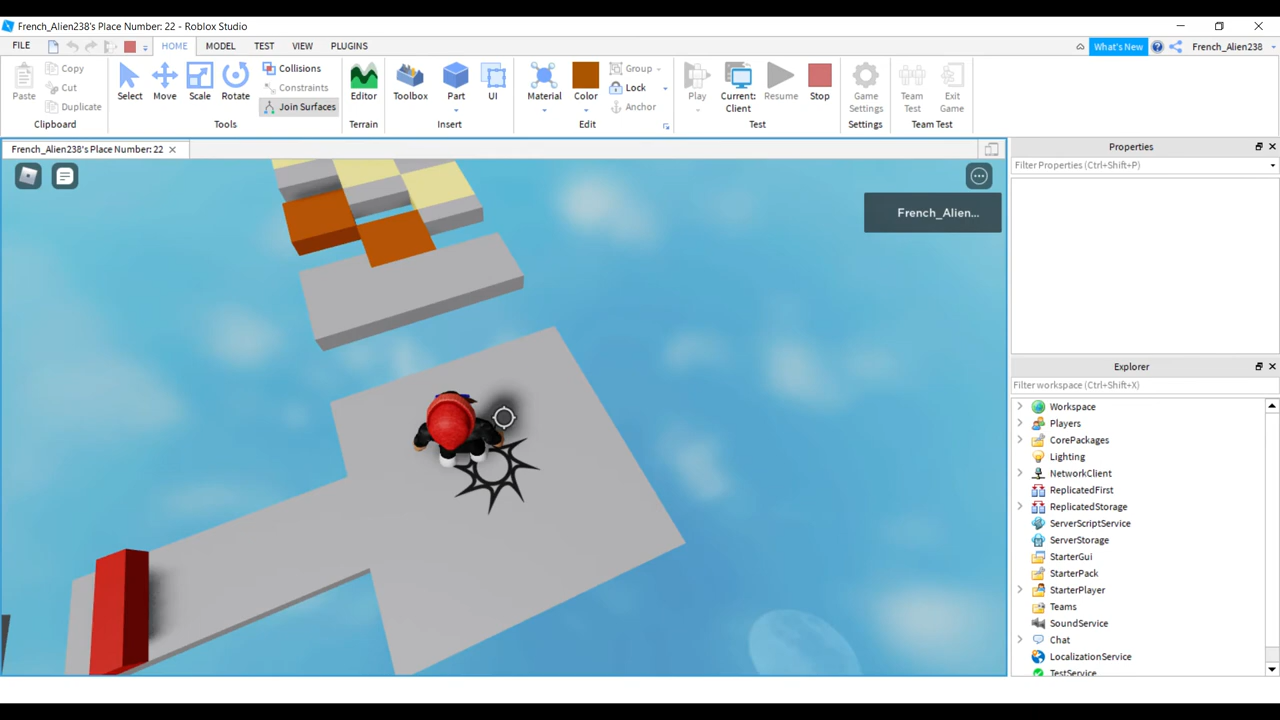 French_Alien238's Place Number: 22 - Roblox Studio
FILE HOME MODEL TEST VIEW PLUGINS What's New French_Alien238
Paste Copy Cut Duplicate Select Move Scale Rotate Collisions Constraints Join Surfaces Editor Toolbox Part UI Material Color Group Lock Anchor Play Current: Client Resume Stop Game Settings Team Test Exit Game
Clipboard Tools Terrain Insert Edit Test Settings Team Test
French_Alien238's Place Number: 22
French_Alien...
Properties
Filter Properties (Ctrl+Shift+P)
Explorer
Filter workspace (Ctrl+Shift+X)
Workspace
Players
CorePackages
Lighting
NetworkClient
ReplicatedFirst
ReplicatedStorage
ServerScriptService
ServerStorage
StarterGui
StarterPack
StarterPlayer
Teams
SoundService
Chat
LocalizationService
TestService